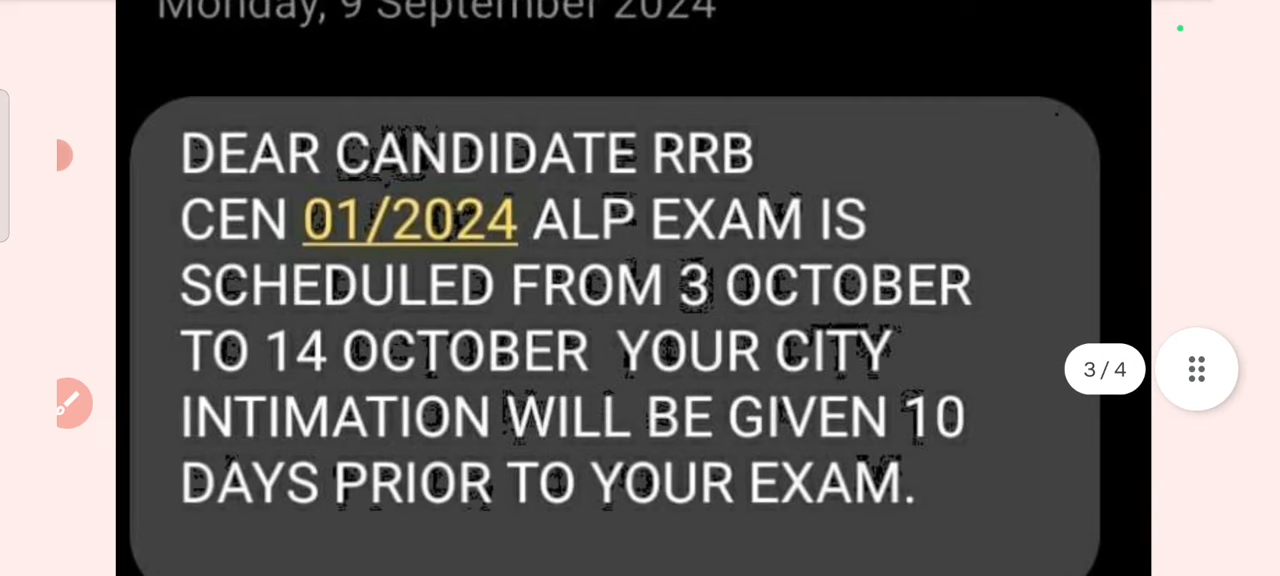 Monday, 9 September 2024
DEAR CANDIDATE RRB
CEN 01/2024 ALP EXAM IS
SCHEDULED FROM 3 OCTOBER
TO 14 OCTOBER YOUR CITY
INTIMATION WILL BE GIVEN 10
DAYS PRIOR TO YOUR EXAM.
3/4